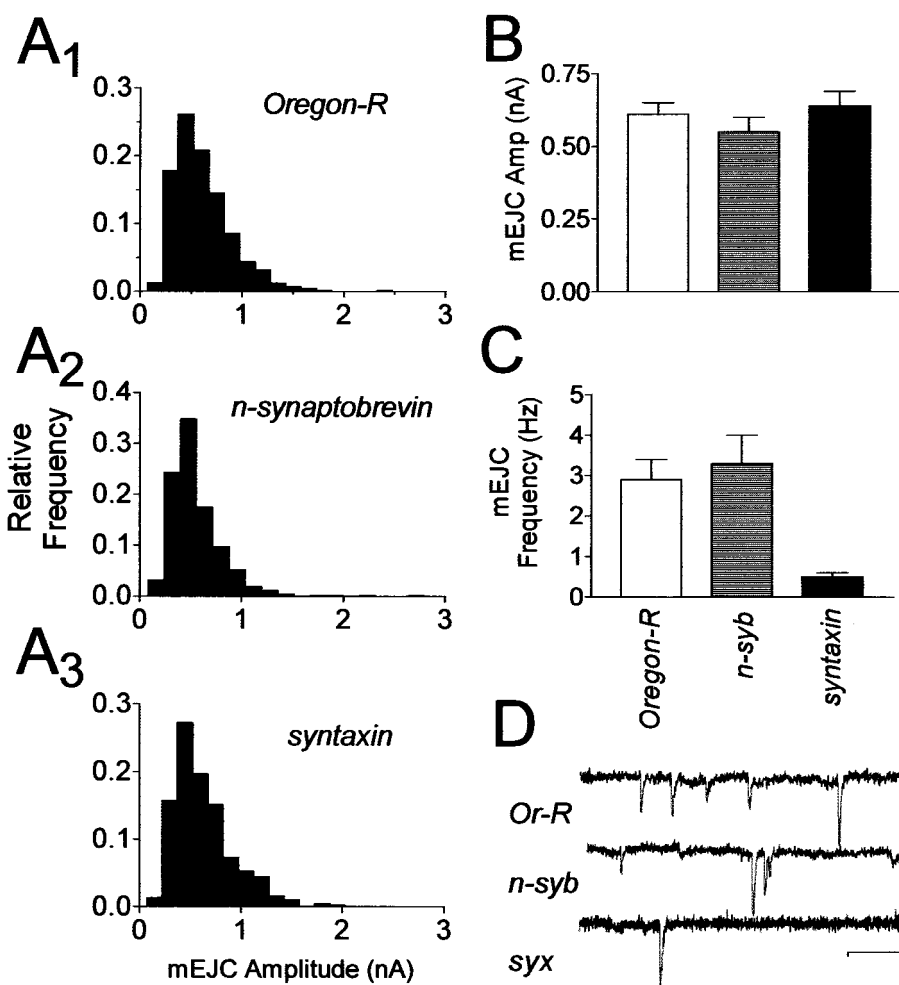 A1
Oregon-R
0.3
0.2
0.1
0.0
0 1 2 3
A2
n-synaptobrevin
0.4
0.3
0.2
0.1
0.0
0 1 2 3
Relative
Frequency
A3
syntaxin
0.3
0.2
0.1
0.0
0 1 2 3
mEJC Amplitude (nA)
B
mEJC Amp (nA)
0.75
0.50
0.25
0.00
C
mEJC
Frequency (Hz)
5
4
3
2
1
0
Oregon-R
n-syb
syntaxin
D
Or-R
n-syb
syx